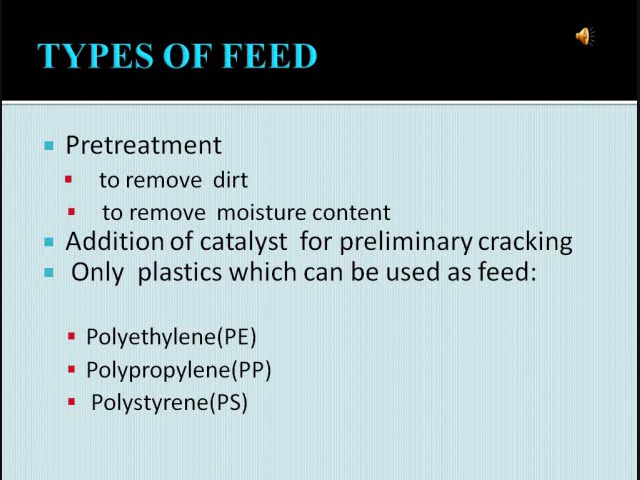 TYPES OF FEED
Pretreatment
to remove dirt
to remove moisture content
Addition of catalyst for preliminary cracking
Only plastics which can be used as feed:
Polyethylene(PE)
Polypropylene(PP)
Polystyrene(PS)